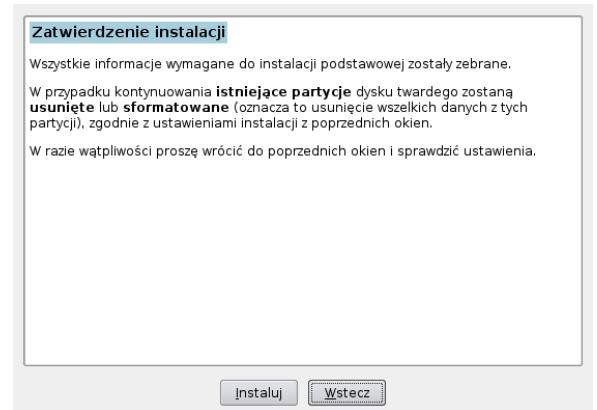 Zatwierdzenie instalacji
Wszystkie informacje wymagane do instalacji podstawowej zostały zebrane.
W przypadku kontynuowania istniejące partycje dysku twardego zostaną
usunięte lub sformatowane (oznacza to usunięcie wszelkich danych z tych
partycji), zgodnie z ustawieniami instalacji z poprzednich okien.
W razie wątpliwości proszę wrócić do poprzednich okien i sprawdzić ustawienia.
Instaluj Wstecz